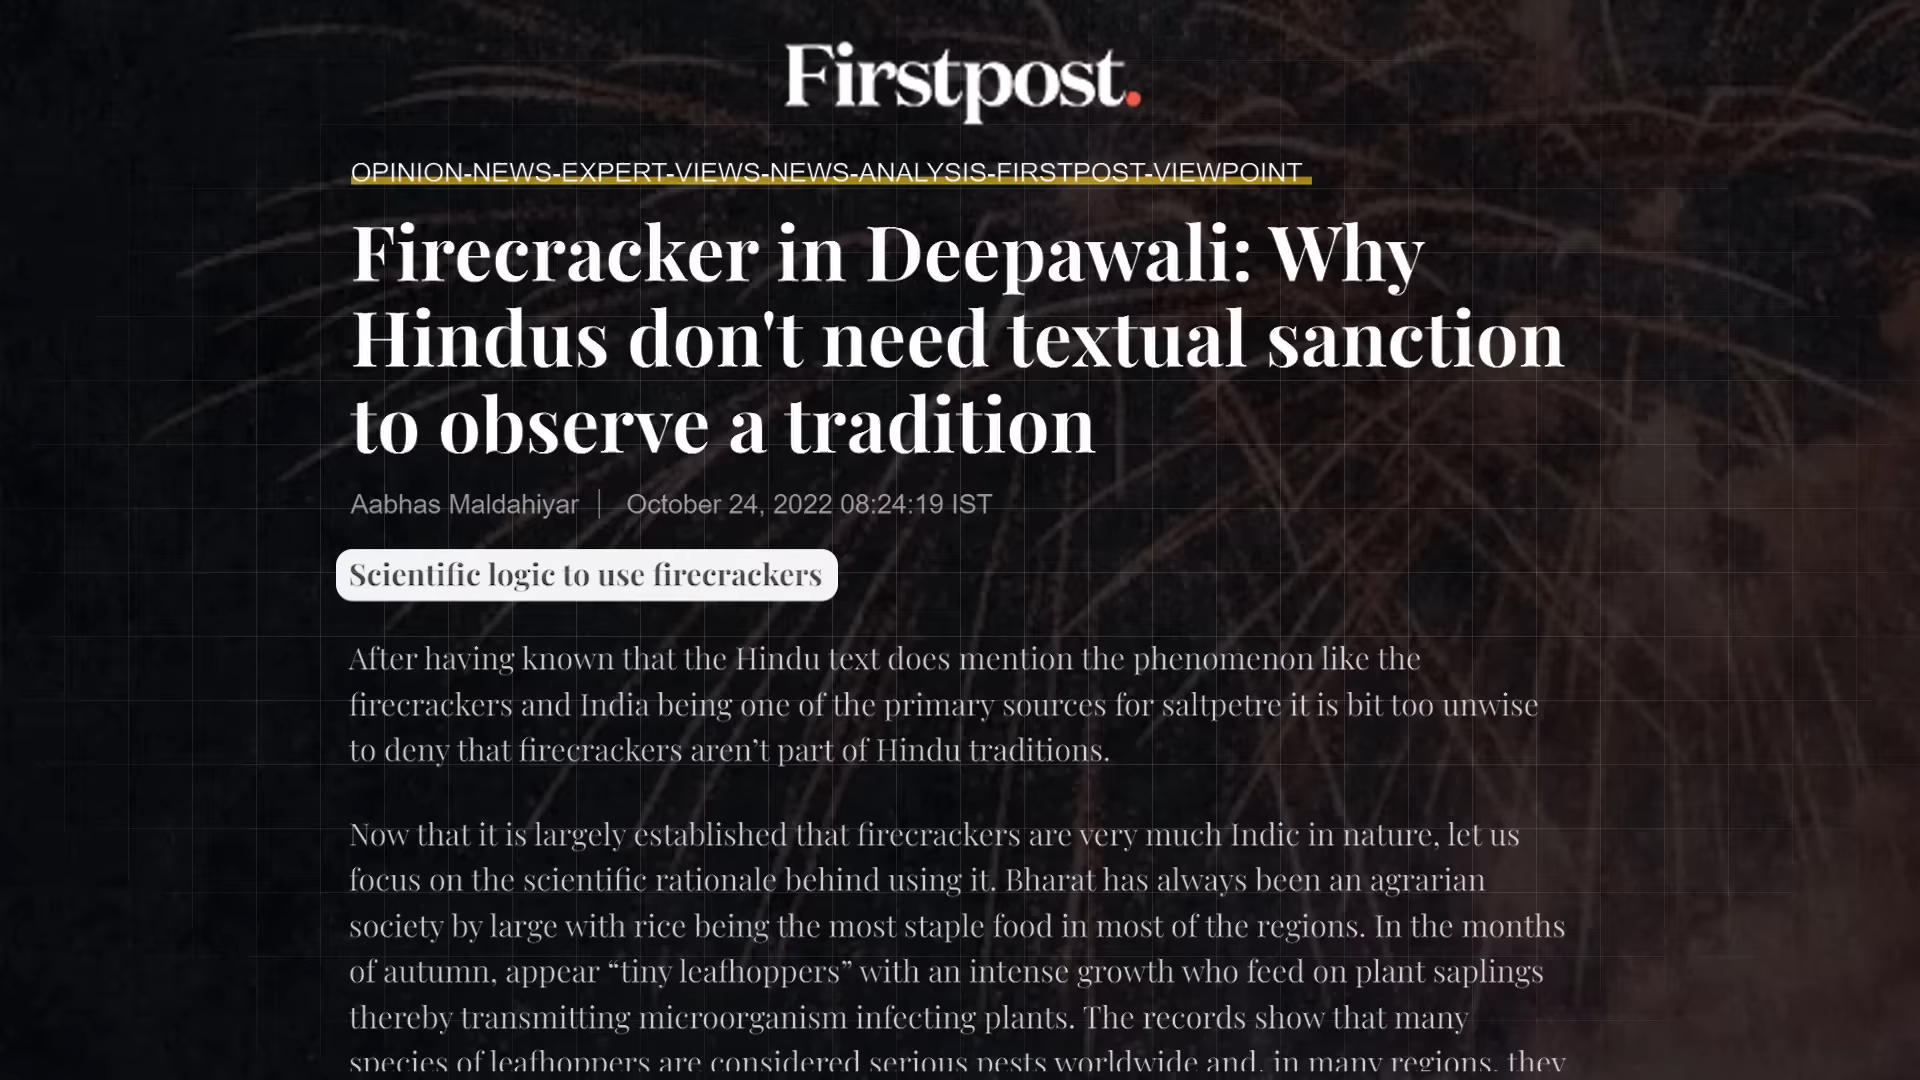 Firstpost.
OPINION-NEWS-EXPERT-VIEWS-NEWS-ANALYSIS-FIRSTPOST-VIEWPOINT
Firecracker in Deepawali: Why
Hindus don't need textual sanction
to observe a tradition
Aabhas Maldahiyar | October 24, 2022 08:24:19 IST
Scientific logic to use firecrackers
After having known that the Hindu text does mention the phenomenon like the
firecrackers and India being one of the primary sources for saltpetre it is bit too unwise
to deny that firecrackers aren’t part of Hindu traditions.
Now that it is largely established that firecrackers are very much Indic in nature, let us
focus on the scientific rationale behind using it. Bharat has always been an agrarian
society by large with rice being the most staple food in most of the regions. In the months
of autumn, appear “tiny leafhoppers” with an intense growth who feed on plant saplings
thereby transmitting microorganism infecting plants. The records show that many
species of leafhoppers are considered serious pests worldwide and, in many regions, they